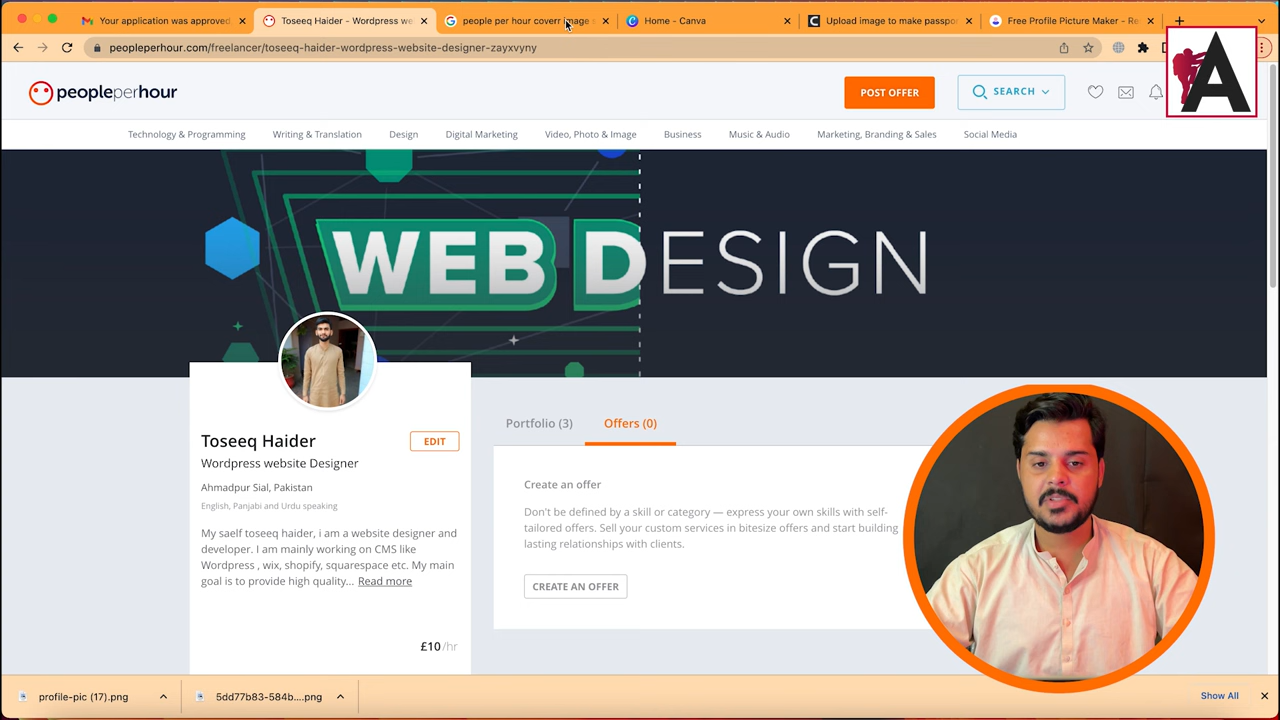 Your application was approved
Toseeq Haider - Wordpress we
people per hour coverr image s
Home - Canva
Upload image to make passpo
Free Profile Picture Maker - Re
peopleperhour.com/freelancer/toseeq-haider-wordpress-website-designer-zayxvyny
peopleperhour
POST OFFER
SEARCH
A
Technology & Programming
Writing & Translation
Design
Digital Marketing
Video, Photo & Image
Business
Music & Audio
Marketing, Branding & Sales
Social Media
WEB DESIGN
Toseeq Haider
EDIT
Wordpress website Designer
Ahmadpur Sial, Pakistan
English, Panjabi and Urdu speaking
My saelf toseeq haider, i am a website designer and
developer. I am mainly working on CMS like
Wordpress , wix, shopify, squarespace etc. My main
goal is to provide high quality... Read more
£10/hr
Portfolio (3)
Offers (0)
Create an offer
Don't be defined by a skill or category — express your own skills with self-
tailored offers. Sell your custom services in bitesize offers and start building
lasting relationships with clients.
CREATE AN OFFER
profile-pic (17).png
5dd77b83-584b....png
Show All